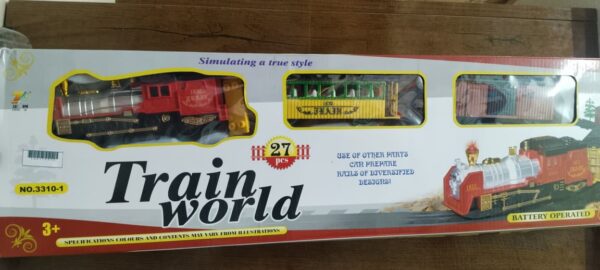 Simulating a true style
27
pcs
USE OF OTHER PARTS
CAN PREPARE
RAILS OF DIVERSIFIED
DESIGNS!
NO.3310-1
Train
world
3+
SPECIFICATIONS COLOURS AND CONTENTS MAY VARY FROM ILLUSTRATIONS.
BATTERY OPERATED